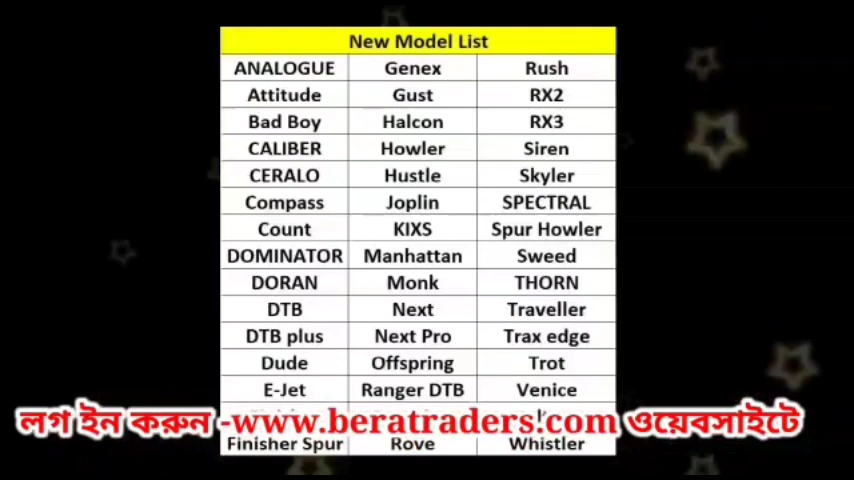 New Model List
ANALOGUE Genex Rush
Attitude Gust RX2
Bad Boy Halcon RX3
CALIBER Howler Siren
CERALO Hustle Skyler
Compass Joplin SPECTRAL
Count KIXS Spur Howler
DOMINATOR Manhattan Sweed
DORAN Monk THORN
DTB Next Traveller
DTB plus Next Pro Trax edge
Dude Offspring Trot
E-Jet Ranger DTB Venice
লগ ইন করুন -www.beratraders.com ওয়েবসাইটে
Finisher Spur Rove Whistler